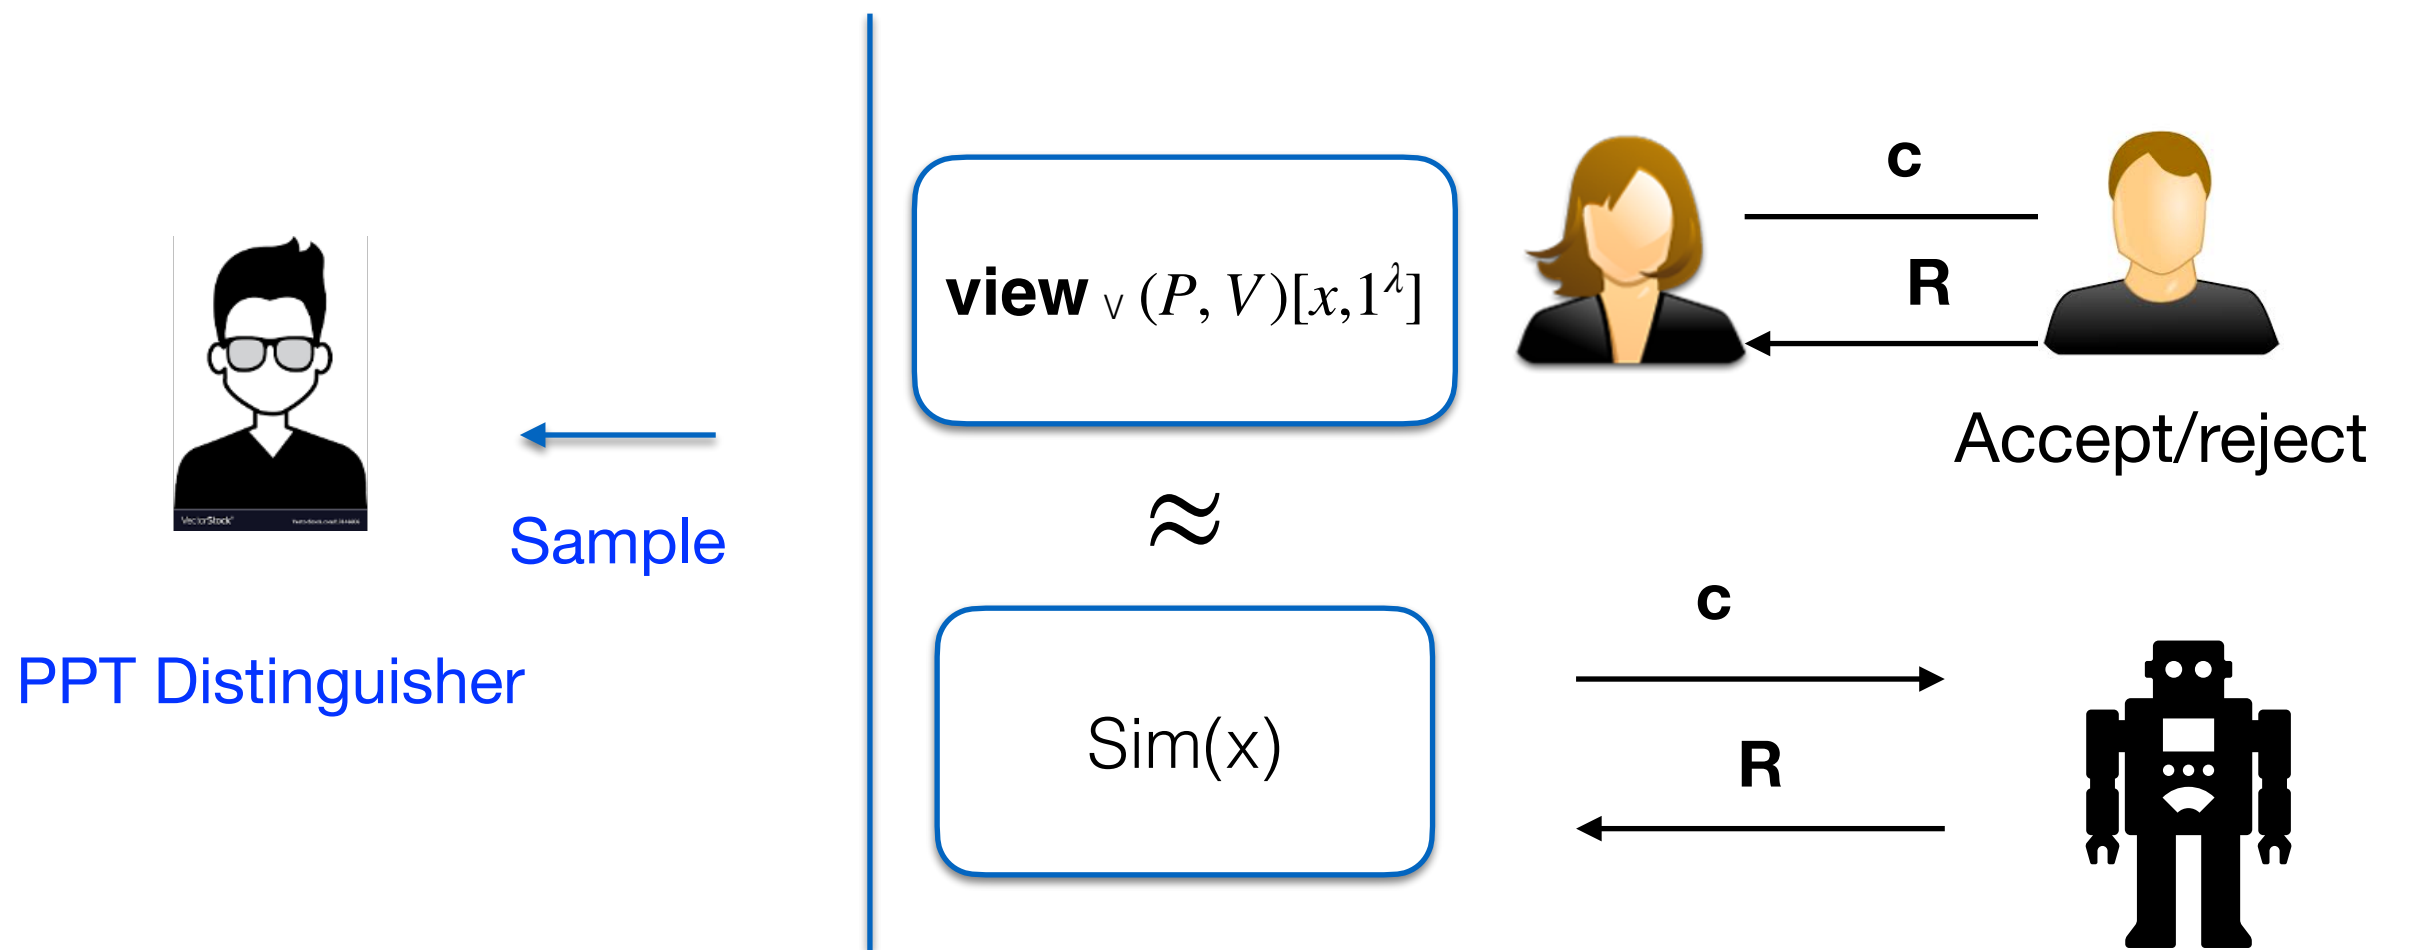 c
R
view V (P, V)[x,1^λ]
Accept/reject
≈
Sample
PPT Distinguisher
c
R
Sim(x)
VectorStock